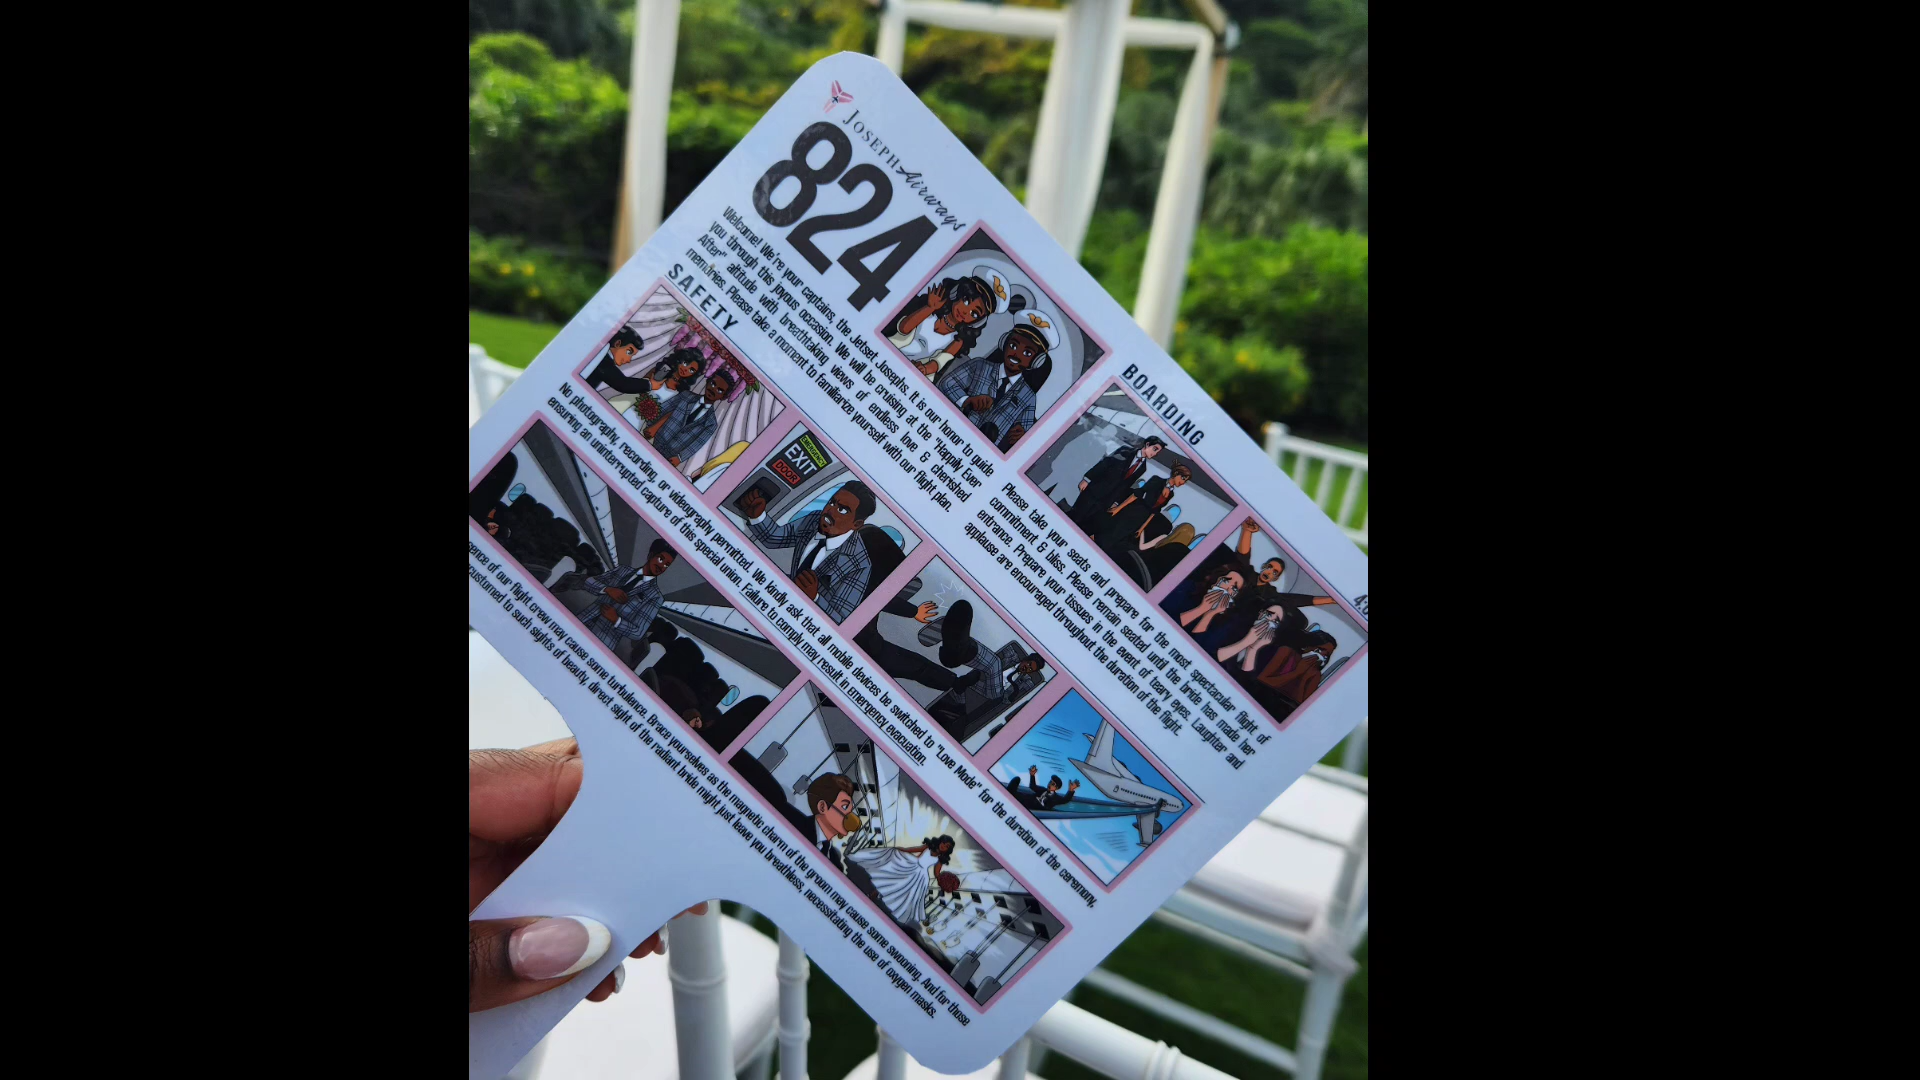 JOSEPH Airways
824
Welcome! We're your captains, the Jetset Josephs. It is our honor to guide
you through this joyous occasion. We will be cruising at the "Happily Ever
After" altitude with breathtaking views of endless love & cherished
memories. Please take a moment to familiarize yourself with our flight plan.
BOARDING
Please take your seats and prepare for the most spectacular flight of
commitment & bliss. Please remain seated until the bride has made her
entrance. Prepare your tissues in the event of teary eyes. Laughter and
applause are encouraged throughout the duration of the flight.
SAFETY
EMERGENCY
EXIT
DOOR
No photography, recording, or videography permitted. We kindly ask that all mobile devices be switched to "Love Mode" for the duration of the ceremony,
ensuring an uninterrupted capture of this special union. Failure to comply may result in emergency evacuation.
of our flight crew may cause some turbulence. Brace yourselves as the magnetic charm of the groom may cause some swooning. And for those
to such sights of beauty, direct sight of the radiant bride might just leave you breathless, necessitating the use of oxygen masks.